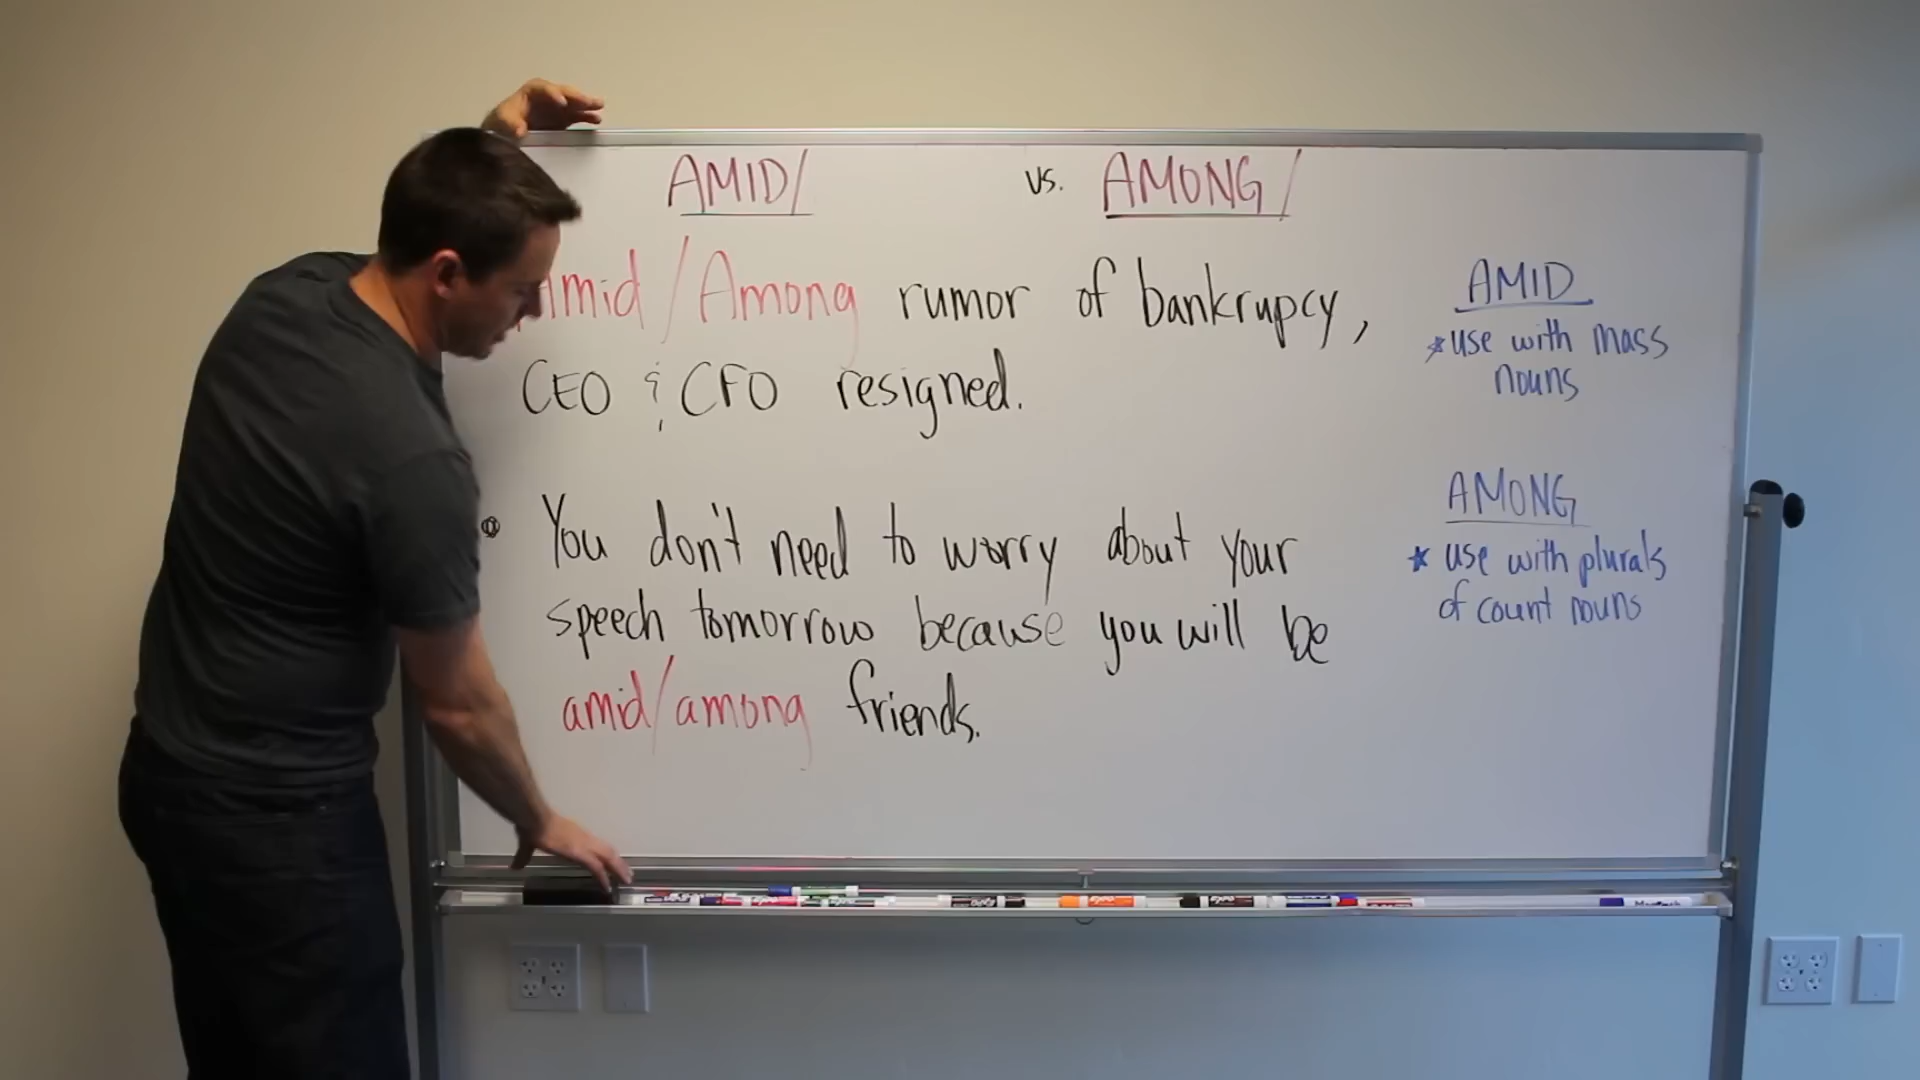 AMID/ vs. AMONG/
Amid/Among rumor of bankrupcy,
CEO & CFO resigned.
You don't need to worry about your
speech tomorrow because you will be
amid/among friends.
AMID
* use with mass
nouns
AMONG
* use with plurals
of count nouns